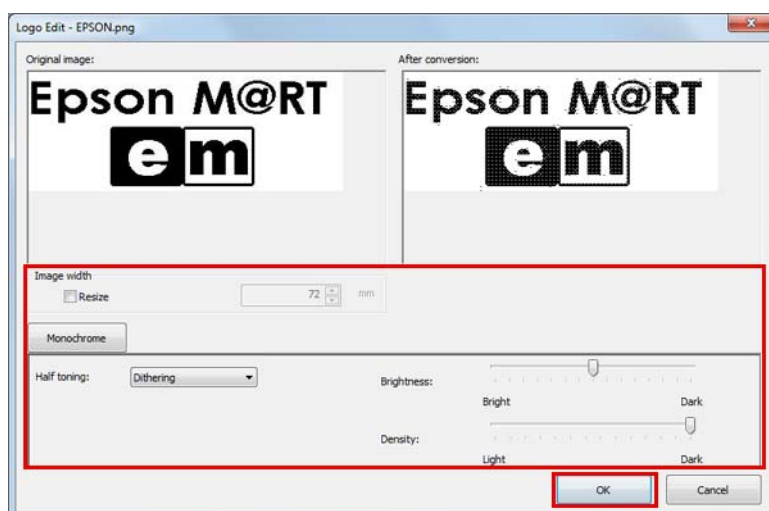 Logo Edit - EPSON.png
Original image:
After conversion:
Epson M@RT
em
Epson M@RT
em
Image width
Resize
72
mm
Monochrome
Half toning:
Dithering
Brightness:
Bright
Dark
Density:
Light
Dark
OK
Cancel